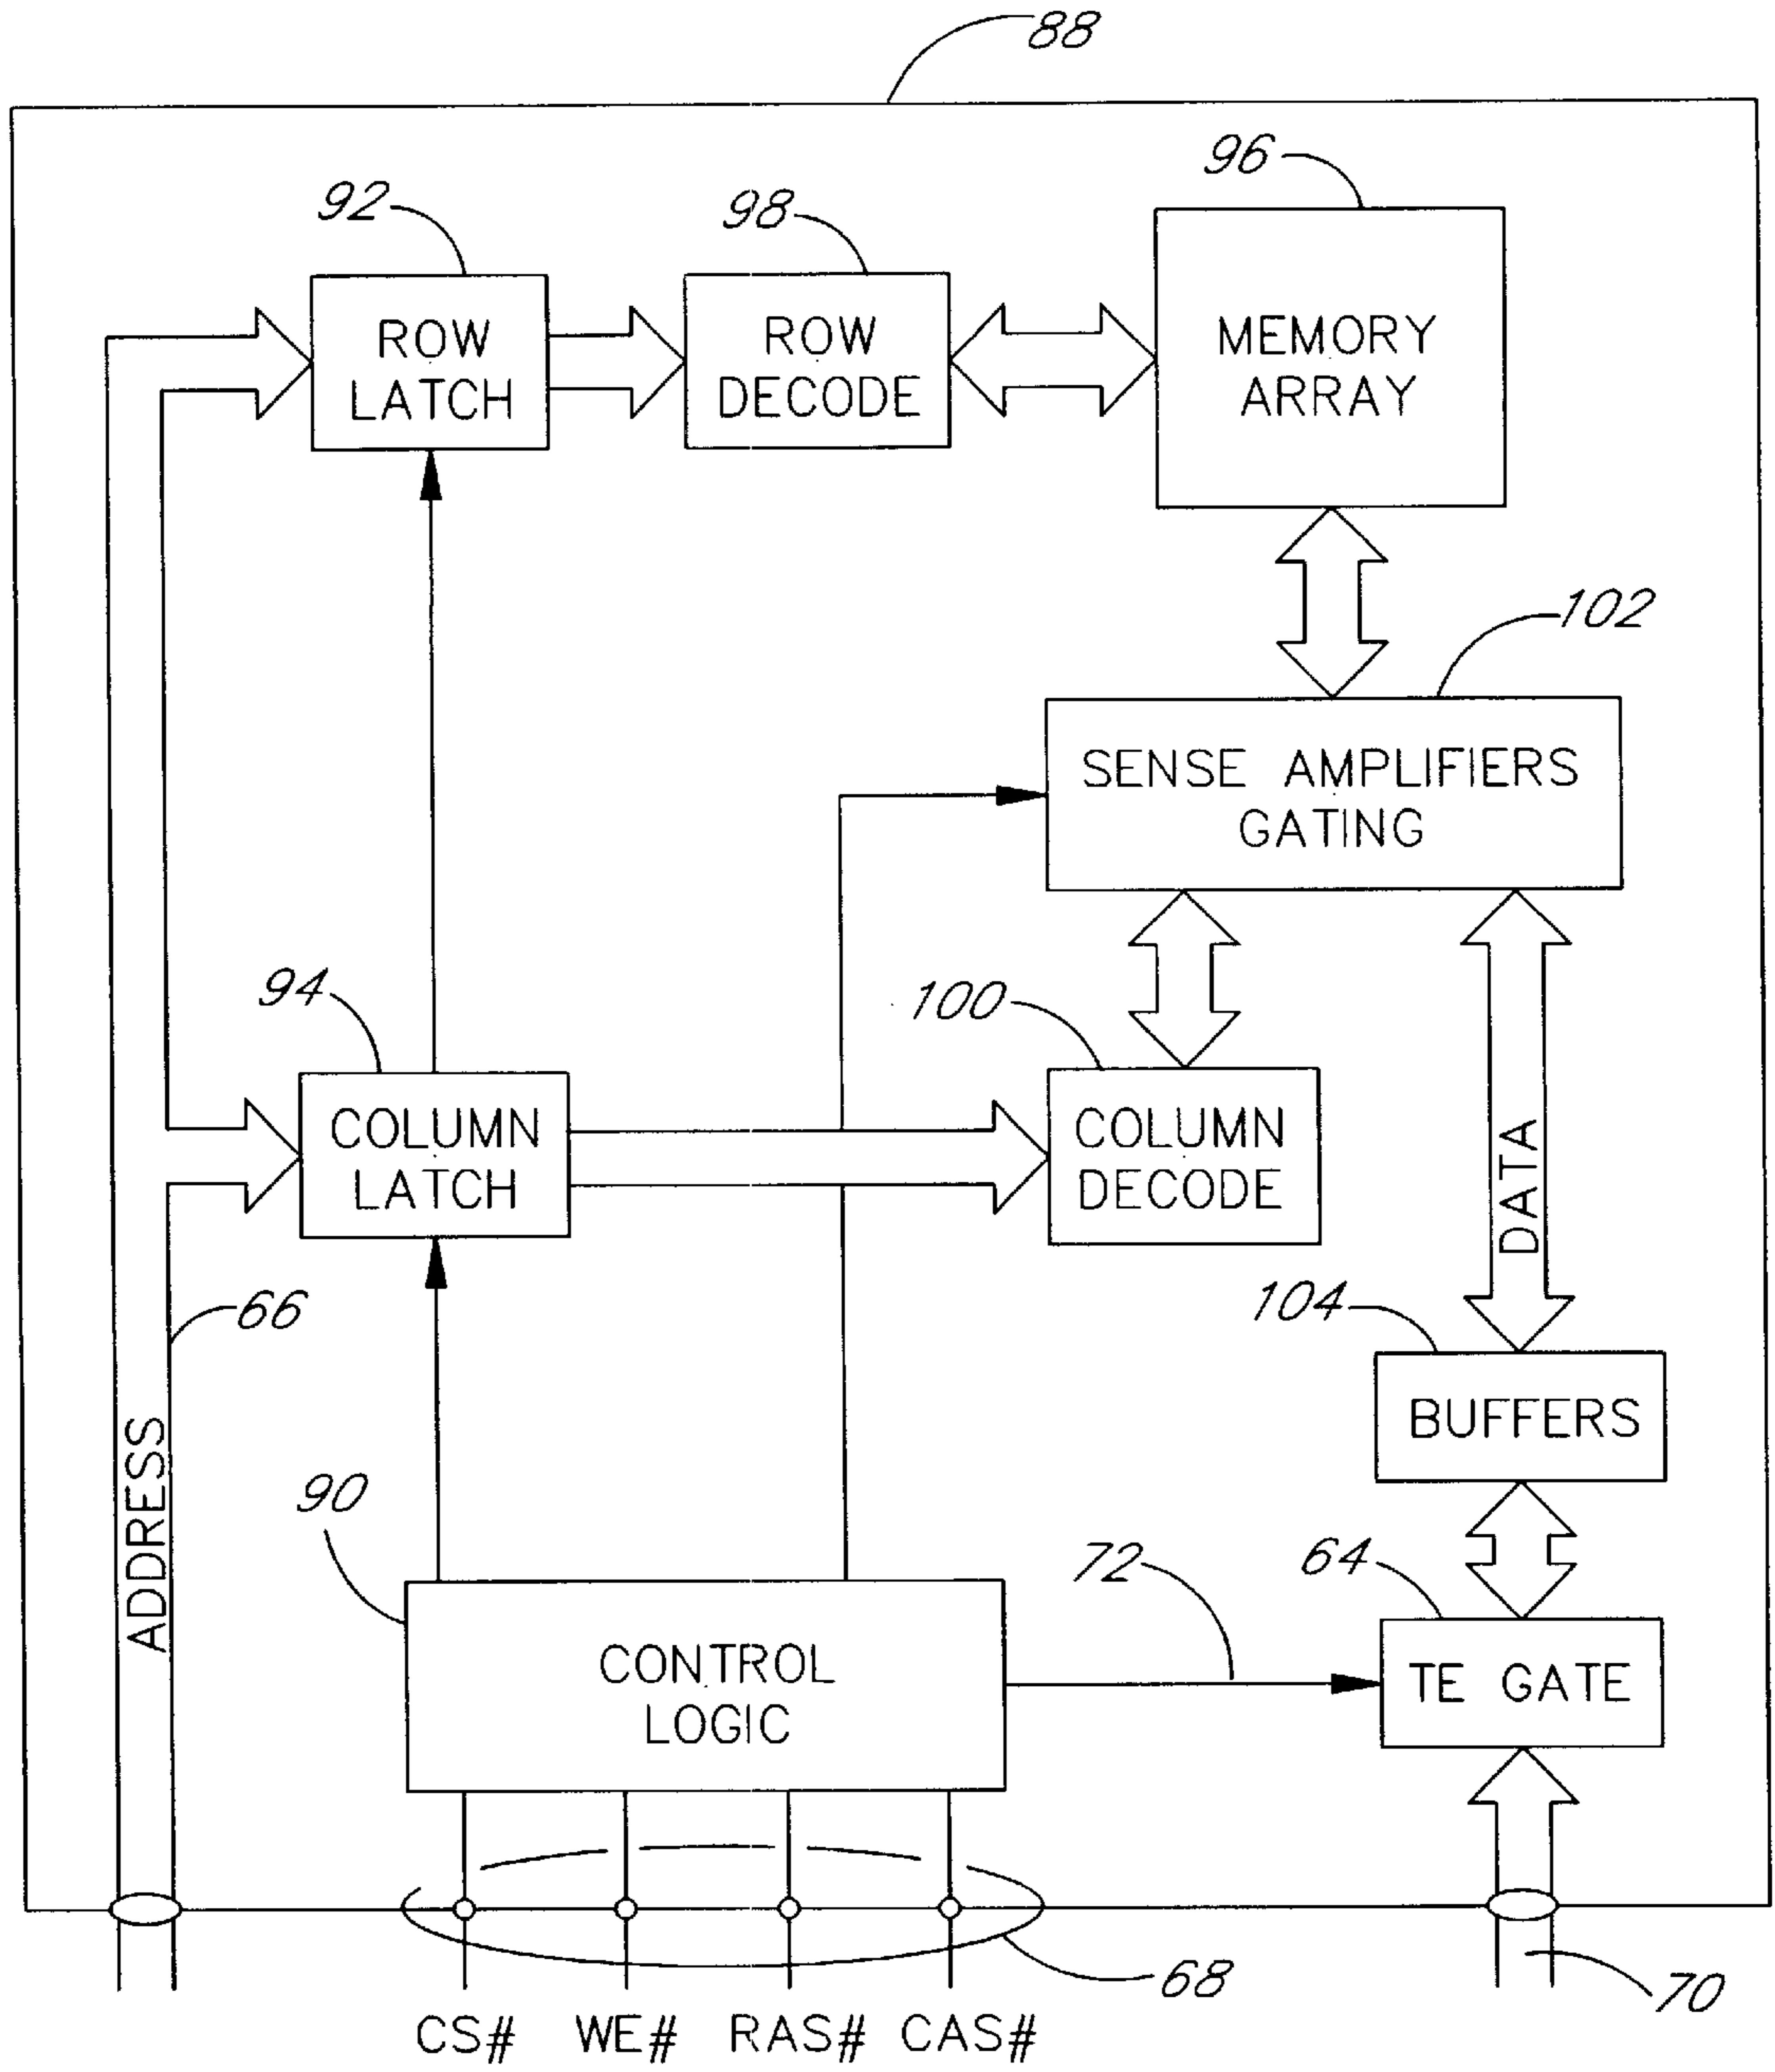 88
96
92
98
ROW
LATCH
ROW
DECODE
MEMORY
ARRAY
102
SENSE AMPLIFIERS
GATING
94
100
COLUMN
LATCH
COLUMN
DECODE
DATA
66
104
BUFFERS
ADDRESS
90
72
64
CONTROL
LOGIC
TE GATE
68
70
CS# WE# RAS# CAS#